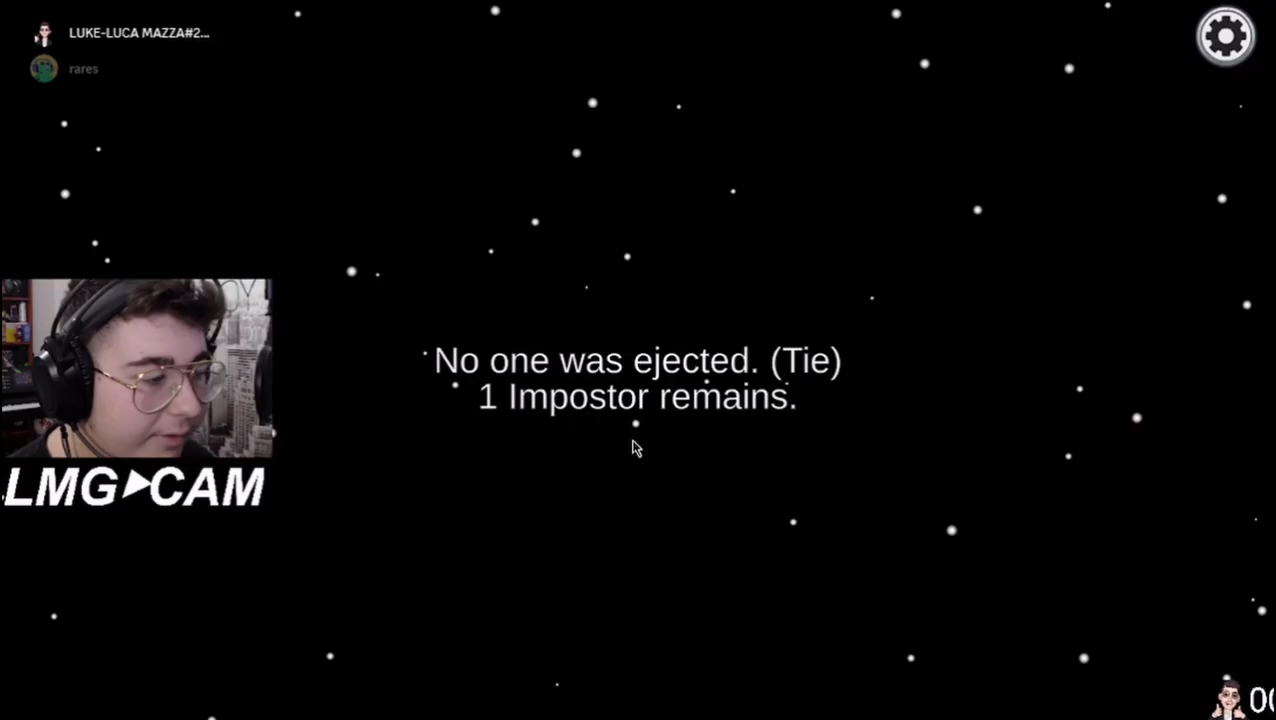 LUKE-LUCA MAZZA#2...
rares
No one was ejected. (Tie)
1 Impostor remains.
LMG CAM